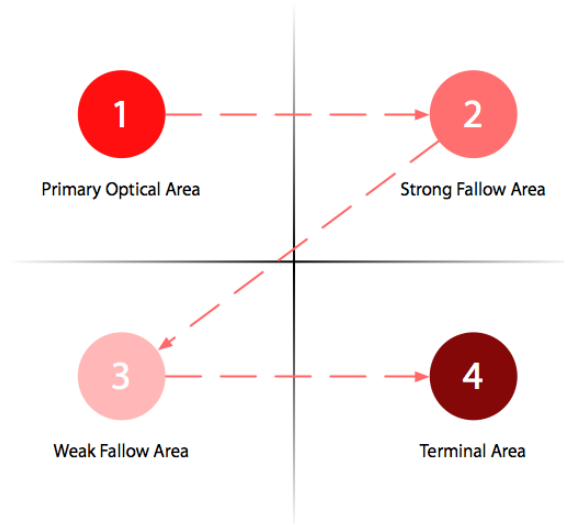 1
2
Primary Optical Area
Strong Fallow Area
3
4
Weak Fallow Area
Terminal Area